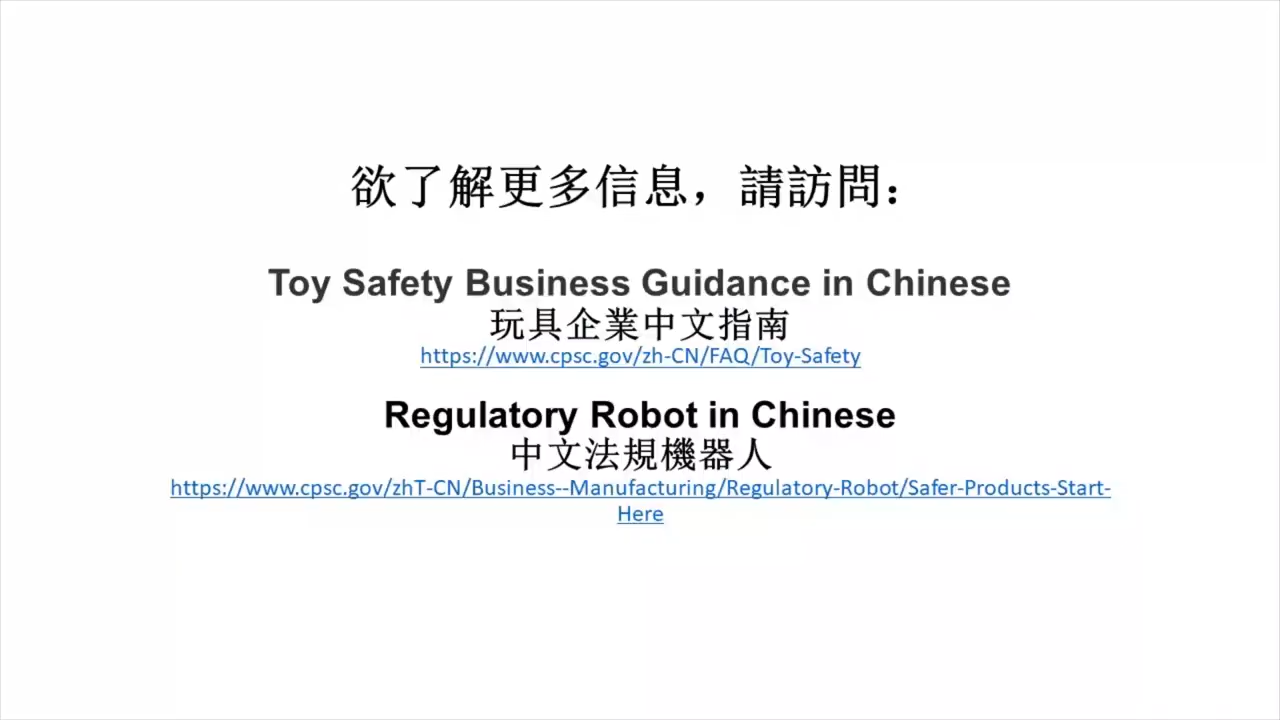 欲了解更多信息，請訪問：
Toy Safety Business Guidance in Chinese
玩具企業中文指南
https://www.cpsc.gov/zh-CN/FAQ/Toy-Safety
Regulatory Robot in Chinese
中文法規機器人
https://www.cpsc.gov/zhT-CN/Business--Manufacturing/Regulatory-Robot/Safer-Products-Start-
Here